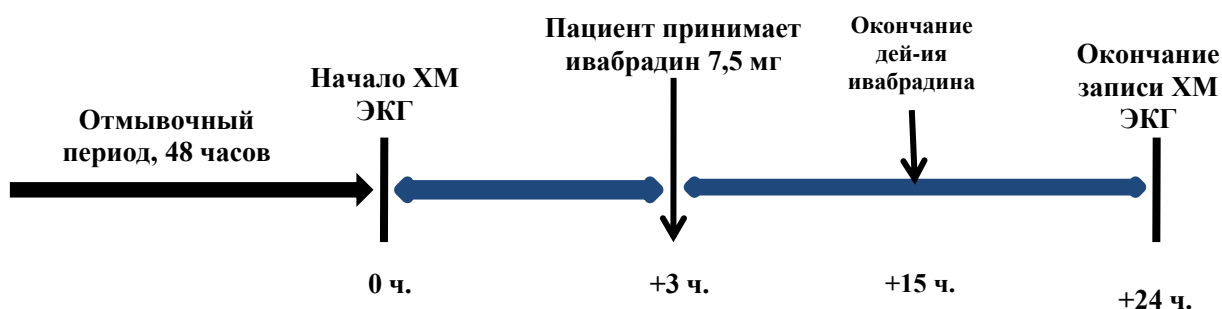 Отмывочный
период, 48 часов
Начало ХМ
ЭКГ
Пациент принимает
ивабрадин 7,5 мг
Окончание
дей-ия
ивабрадина
Окончание
записи ХМ
ЭКГ
0 ч.
+3 ч.
+15 ч.
+24 ч.